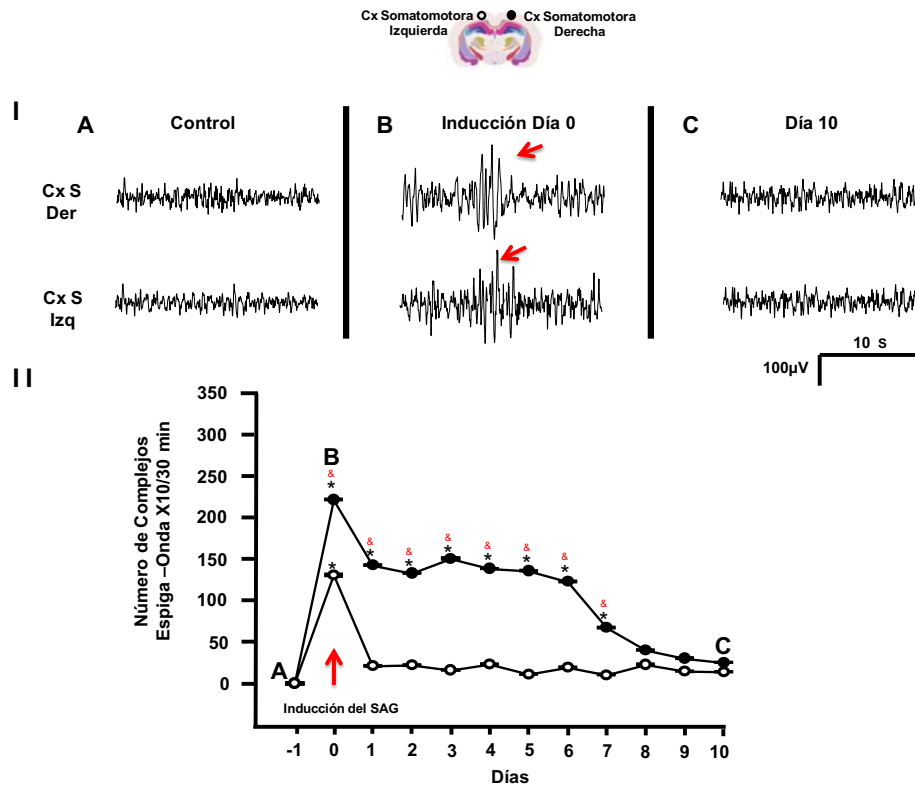 Cx Somatomotora Izquierda
Cx Somatomotora Derecha
I
A Control
B Inducción Día 0
C Día 10
Cx S Der
Cx S Izq
10 s
100µV
II
Número de Complejos
Espiga –Onda X10/30 min
350
300
250
200
150
100
50
0
A
B
C
&
*
*
&
*
&
*
&
*
&
*
&
*
&
*
&
*
Inducción del SAG
-1 0 1 2 3 4 5 6 7 8 9 10
Días